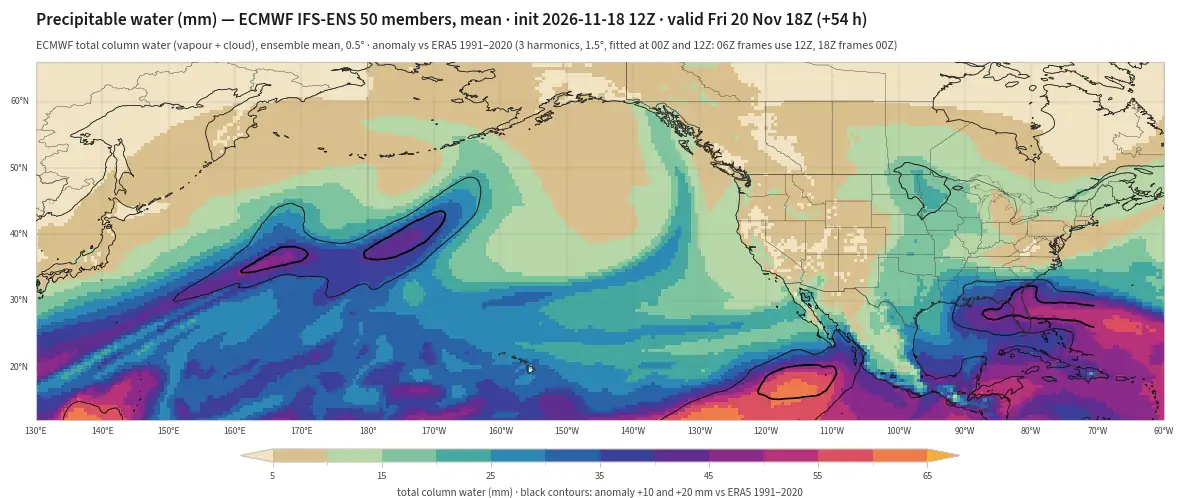 Precipitable water (mm) — ECMWF IFS-ENS 50 members, mean · init 2026-11-18 12Z · valid Fri 20 Nov 18Z (+54 h)
ECMWF total column water (vapour + cloud), ensemble mean, 0.5° · anomaly vs ERA5 1991–2020 (3 harmonics, 1.5°, fitted at 00Z and 12Z: 06Z frames use 12Z, 18Z frames 00Z)
60°N
50°N
40°N
30°N
20°N
130°E 140°E 150°E 160°E 170°E 180° 170°W 160°W 150°W 140°W 130°W 120°W 110°W 100°W 90°W 80°W 70°W 60°W
5 15 25 35 45 55 65
total column water (mm) · black contours: anomaly +10 and +20 mm vs ERA5 1991–2020